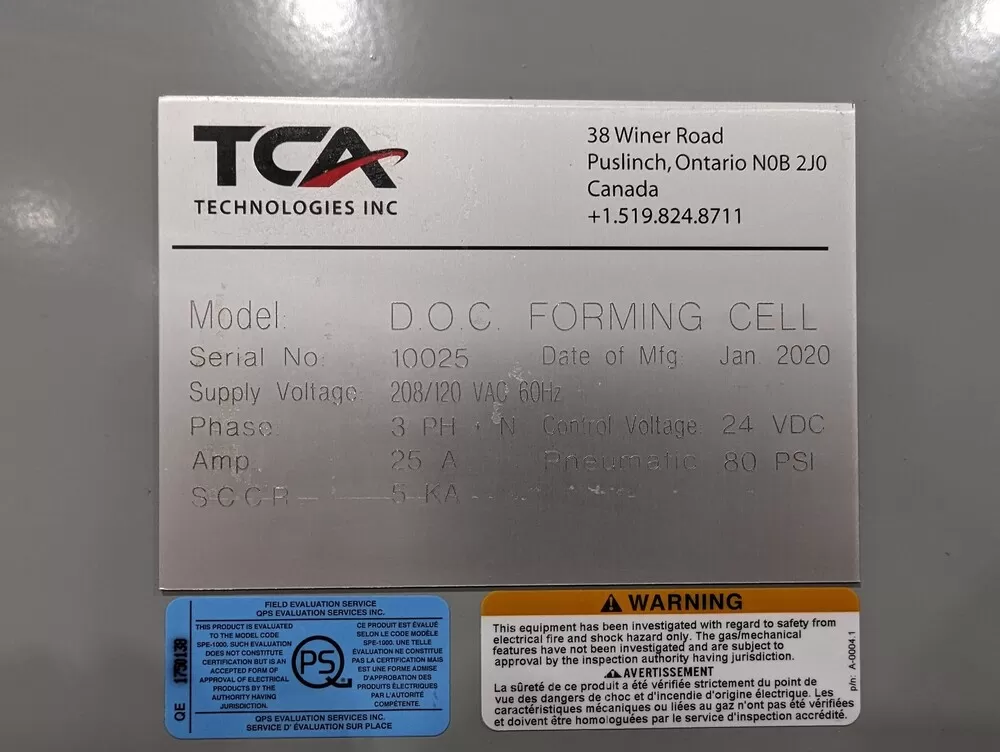 TCA
TECHNOLOGIES INC
38 Winer Road
Puslinch, Ontario N0B 2J0
Canada
+1.519.824.8711
Model: D.O.C. FORMING CELL
Serial No: 10025 Date of Mfg: Jan. 2020
Supply Voltage: 208/120 VAC 60Hz
Phase: 3 PH + N Control Voltage: 24 VDC
Amp. 25 A Pneumatic 80 PSI
SCCR 5 KA
FIELD EVALUATION SERVICE
QPS EVALUATION SERVICES INC.
QE 1750138
THIS PRODUCT IS EVALUATED
TO THE MODEL CODE
SPE-1000. SUCH EVALUATION
DOES NOT CONSTITUTE
CERTIFICATION BUT IS AN
ACCEPTED FORM OF
APPROVAL OF ELECTRICAL
PRODUCTS BY THE
AUTHORITY HAVING
JURISDICTION.
QPS
CE PRODUIT EST ÉVALUÉ
SELON LE CODE MODÈLE
SPE-1000. UNE TELLE
ÉVALUATION NE CONSTITUE
PAS LA CERTIFICATION MAIS
EST UNE FORME ADMISE
D'APPROBATION DES
PRODUITS ÉLECTRIQUES
PAR L'AUTORITÉ
COMPÉTENTE.
QPS EVALUATION SERVICES INC.
SERVICE D' ÉVALUATION SUR PLACE
WARNING
This equipment has been investigated with regard to safety from
electrical fire and shock hazard only. The gas/mechanical
features have not been investigated and are subject to
approval by the inspection authority having jurisdiction.
AVERTISSEMENT
La sûreté de ce produit a été vérifiée strictement du point de
vue des dangers de choc et d'incendie d'origine électrique. Les
caractéristiques mécaniques ou liées au gaz n'ont pas été vérifiées
et doivent être homologuées par le service d'inspection accrédité.
p/n: A-0004.1